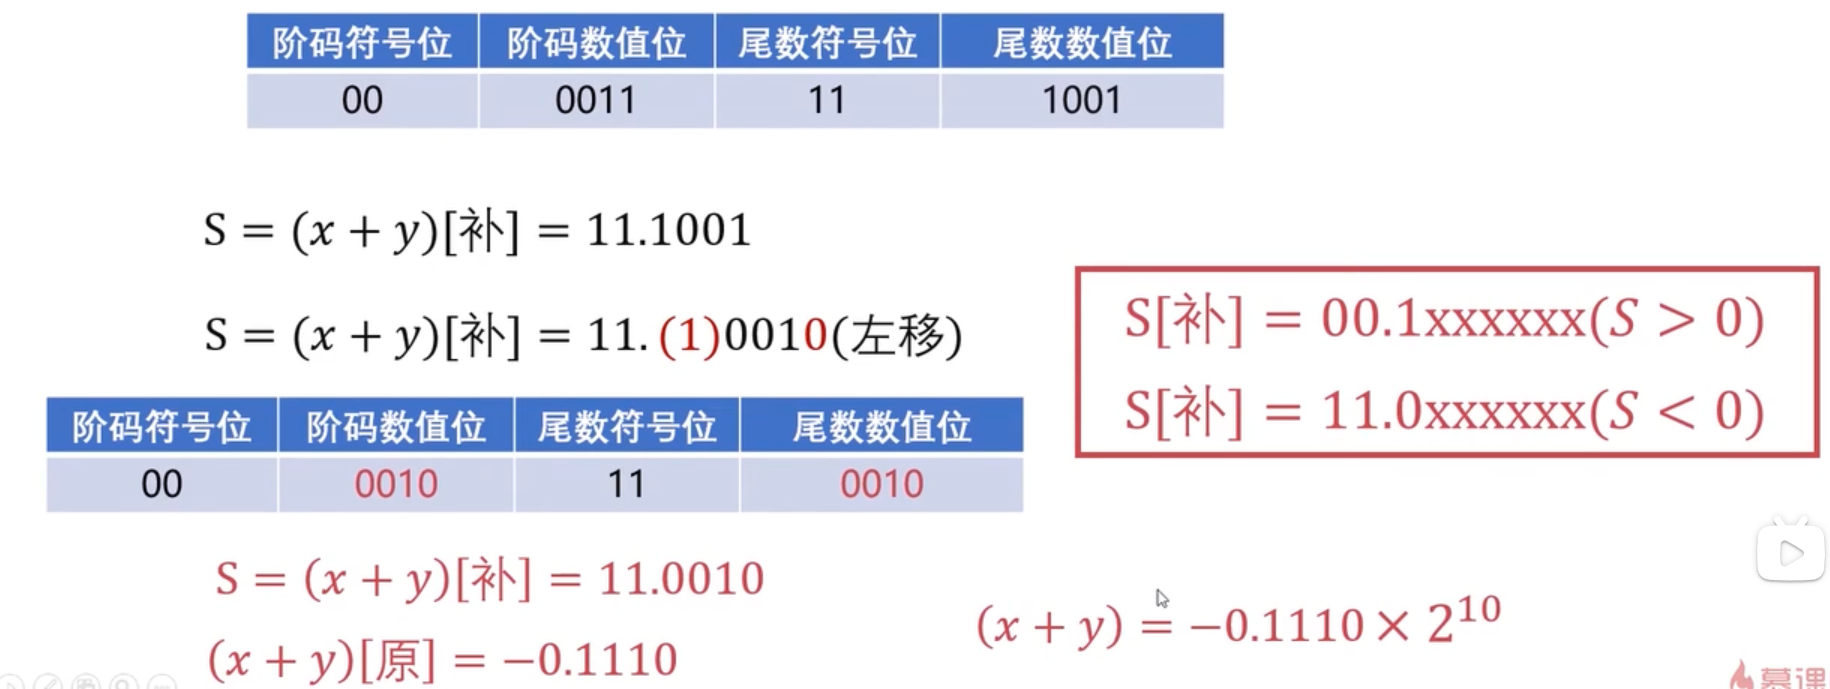 阶码符号位 阶码数值位 尾数符号位 尾数数值位
00 0011 11 1001
S = (x + y)[补] = 11.1001
S = (x + y)[补] = 11. (1)0010(左移)
S[补] = 00.1xxxxxx(S > 0)
S[补] = 11.0xxxxxx(S < 0)
阶码符号位 阶码数值位 尾数符号位 尾数数值位
00 0010 11 0010
S = (x + y)[补] = 11.0010
(x + y)[原] = −0.1110
(x + y) = −0.1110 × 2^10
慕课